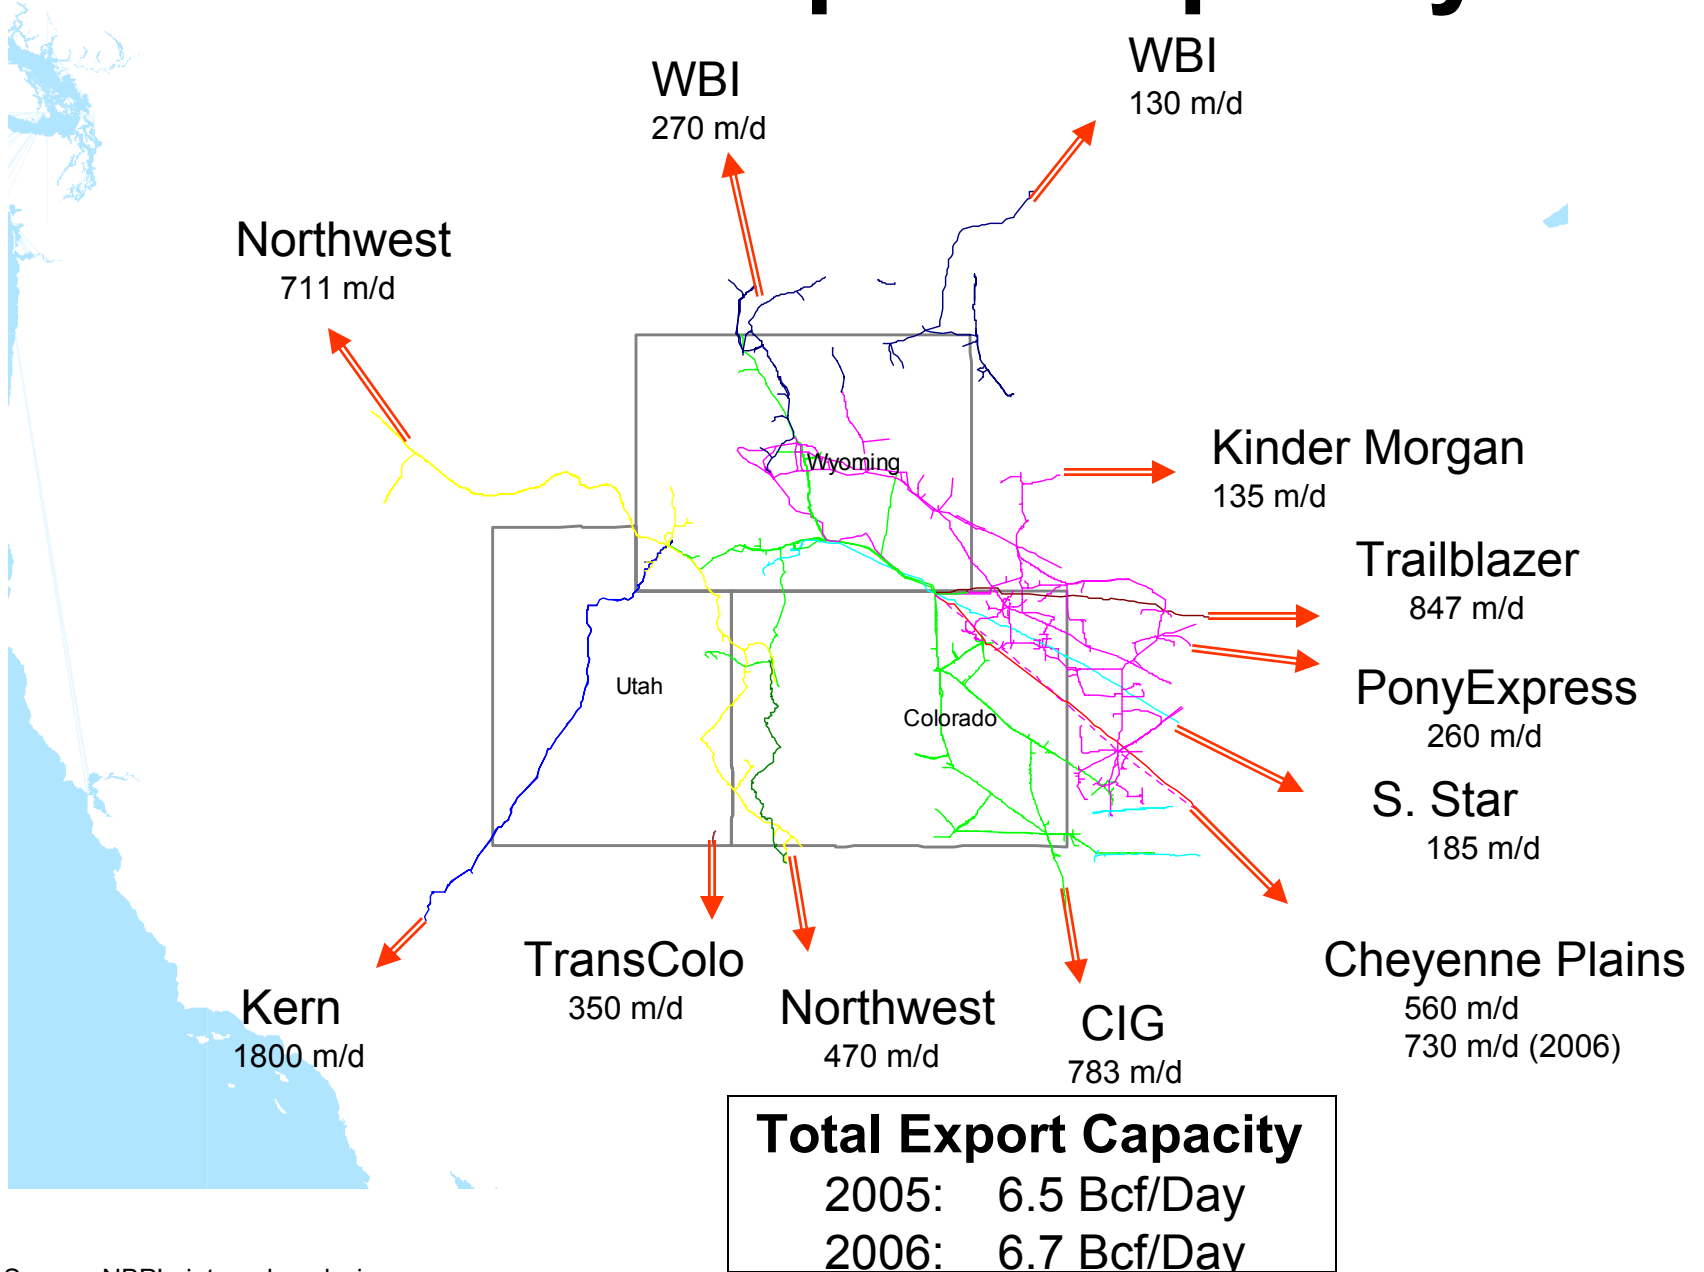 WBI
130 m/d
WBI
270 m/d
Northwest
711 m/d
Kinder Morgan
135 m/d
Wyoming
Trailblazer
847 m/d
PonyExpress
260 m/d
Utah
Colorado
S. Star
185 m/d
Cheyenne Plains
560 m/d
730 m/d (2006)
TransColo
350 m/d
Northwest
470 m/d
Kern
1800 m/d
CIG
783 m/d
Total Export Capacity
2005: 6.5 Bcf/Day
2006: 6.7 Bcf/Day